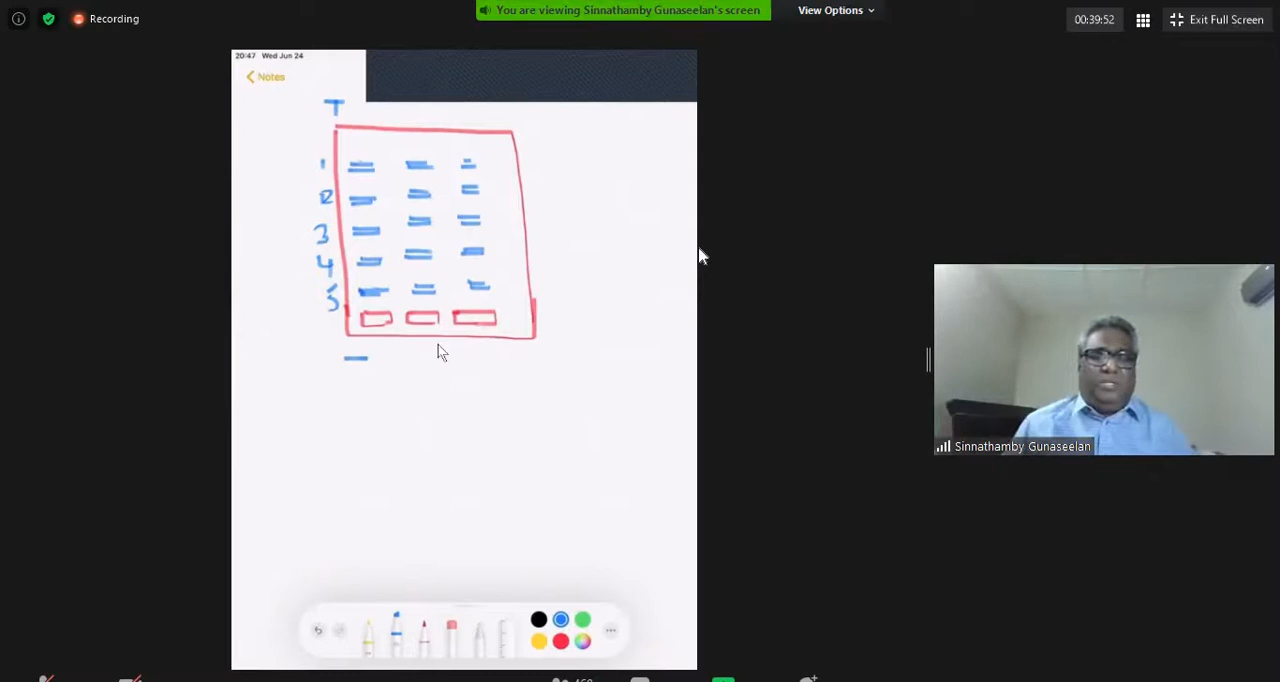 Recording
You are viewing Sinnathamby Gunaseelan's screen
View Options
00:39:52
Exit Full Screen
20:47 Wed Jun 24
Notes
T
1
2
3
4
5
Sinnathamby Gunaseelan